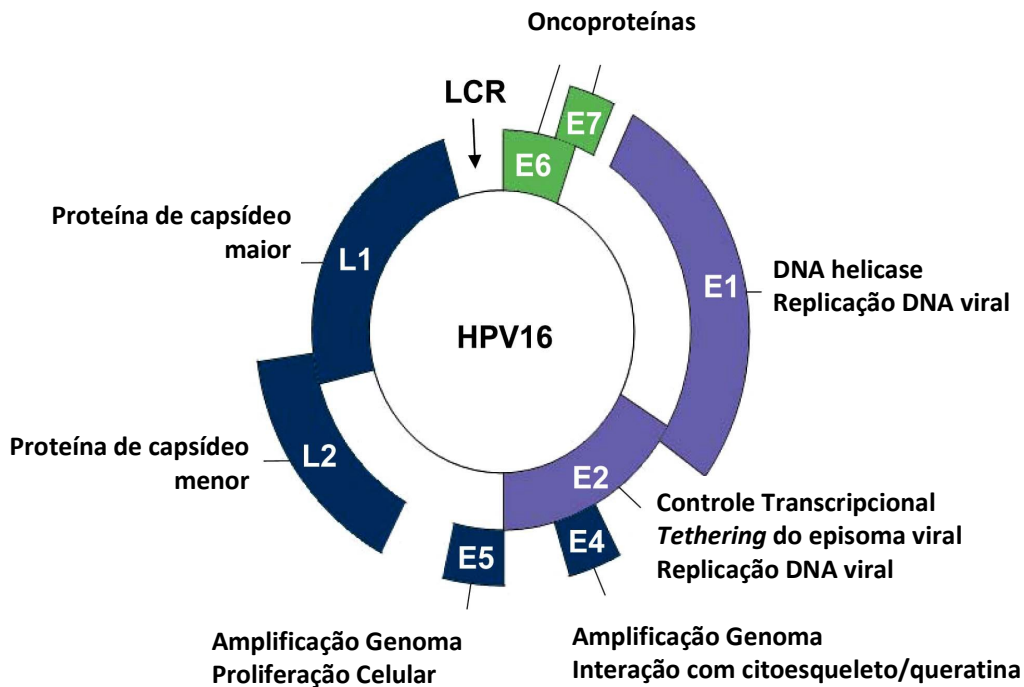 Oncoproteínas
LCR
E7
E6
Proteína de capsídeo
maior
L1
E1
DNA helicase
Replicação DNA viral
HPV16
Proteína de capsídeo
menor
L2
E2
Controle Transcripcional
Tethering do episoma viral
Replicação DNA viral
E4
E5
Amplificação Genoma
Proliferação Celular
Amplificação Genoma
Interação com citoesqueleto/queratina